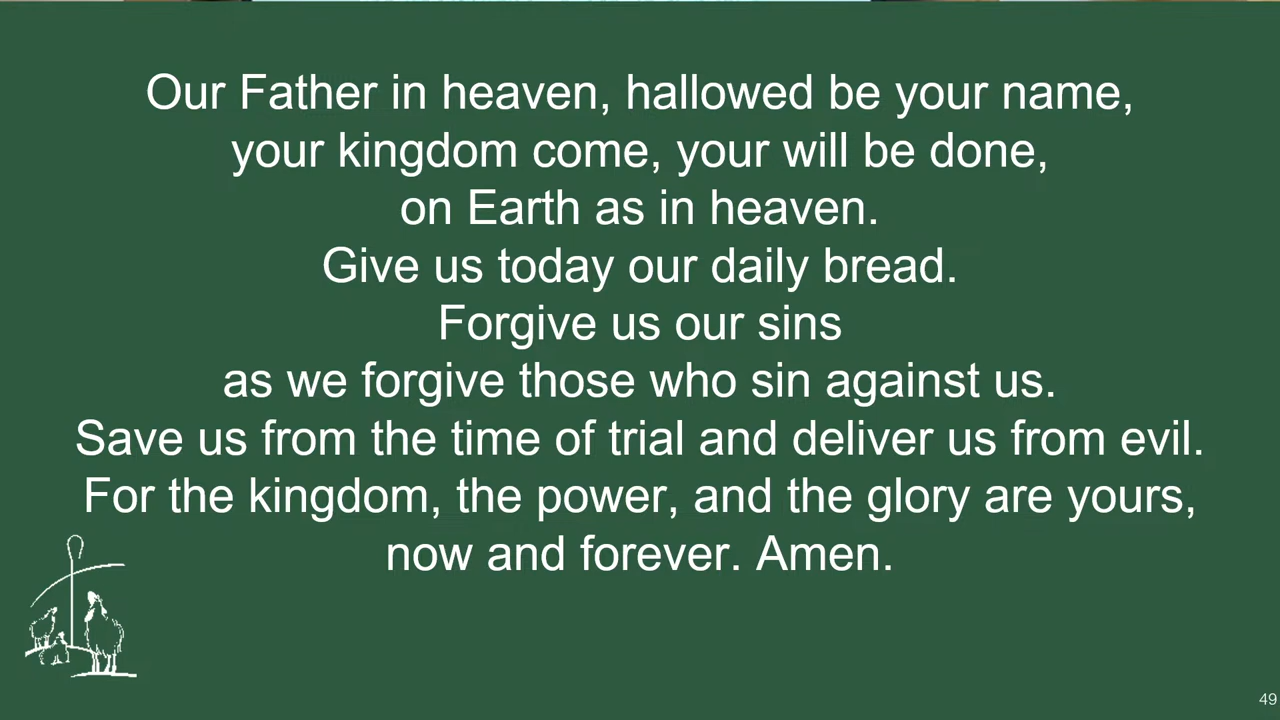 Our Father in heaven, hallowed be your name,
your kingdom come, your will be done,
on Earth as in heaven.
Give us today our daily bread.
Forgive us our sins
as we forgive those who sin against us.
Save us from the time of trial and deliver us from evil.
For the kingdom, the power, and the glory are yours,
now and forever. Amen.
49